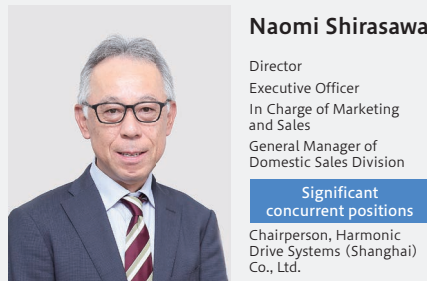 Naomi Shirasawa
Director
Executive Officer
In Charge of Marketing
and Sales
General Manager of
Domestic Sales Division
Significant
concurrent positions
Chairperson, Harmonic
Drive Systems (Shanghai)
Co., Ltd.